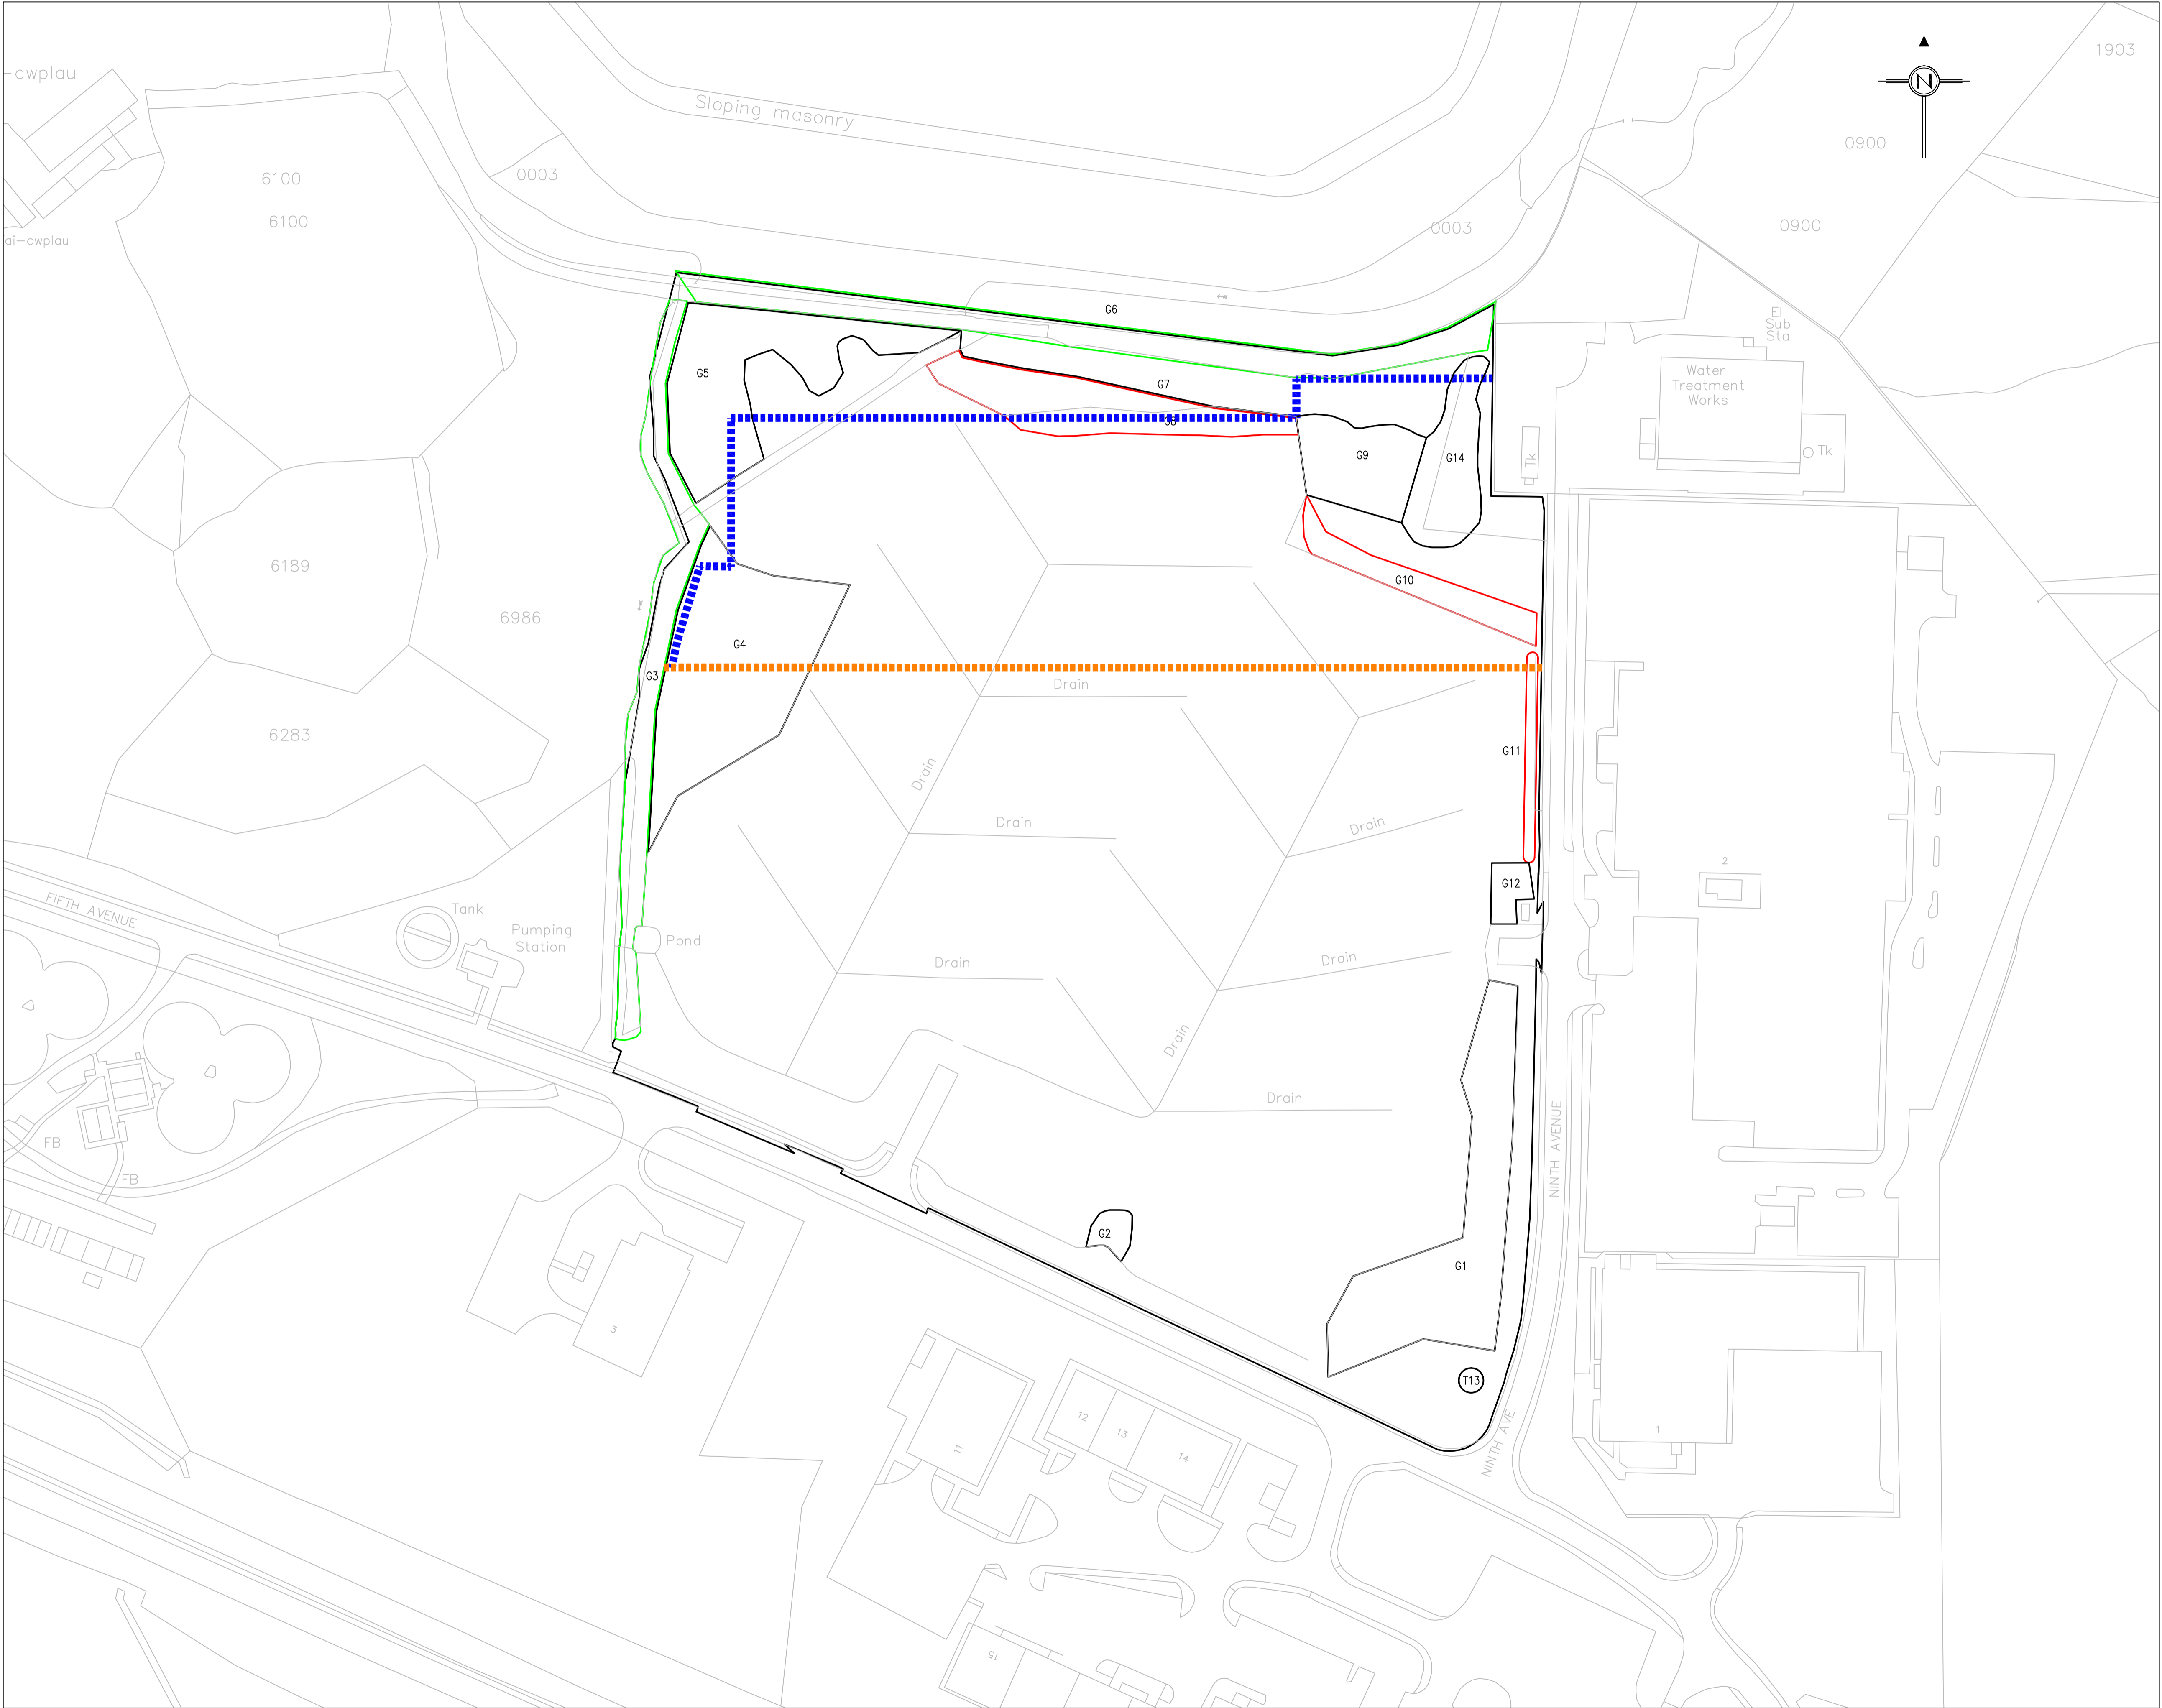 1903
-cwplau
N
Sloping masonry
0900
6100
0003
6100
0003
0900
ai-cwplau
G6
El
Sub
Sta
G5
G7
Water
Treatment
Works
G8
G9
G14
Tk
Tk
6189
G10
6986
G4
G3
Drain
6283
G11
Drain
Drain
Drain
2
G12
FIFTH AVENUE
Tank
Pumping
Station
Pond
Drain
Drain
Drain
Drain
NINTH AVENUE
FB
FB
G2
G1
3
T13
12
13
14
11
NINTH AVE
1
15